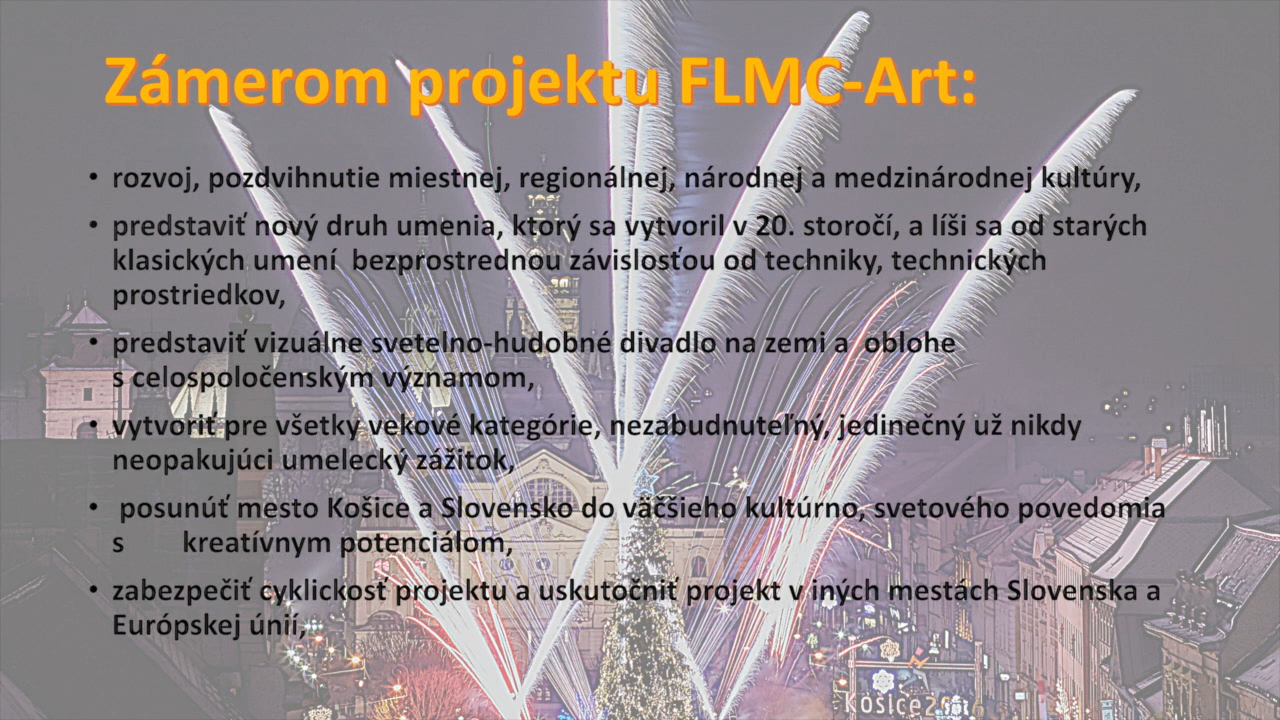 Zámerom projektu FLMC-Art:
• rozvoj, pozdvihnutie miestnej, regionálnej, národnej a medzinárodnej kultúry,
• predstaviť nový druh umenia, ktorý sa vytvoril v 20. storočí, a líši sa od starých
klasických umení  bezprostrednou závislosťou od techniky, technických
prostriedkov,
• predstaviť vizuálne svetelno-hudobné divadlo na zemi a  oblohe
s celospoločenským významom,
• vytvoriť pre všetky vekové kategórie, nezabudnuteľný, jedinečný už nikdy
neopakujúci umelecký zážitok,
•  posunúť mesto Košice a Slovensko do väčšieho kultúrno, svetového povedomia
s        kreatívnym potenciálom,
• zabezpečiť cyklickosť projektu a uskutočniť projekt v iných mestách Slovenska a
Európskej únií,